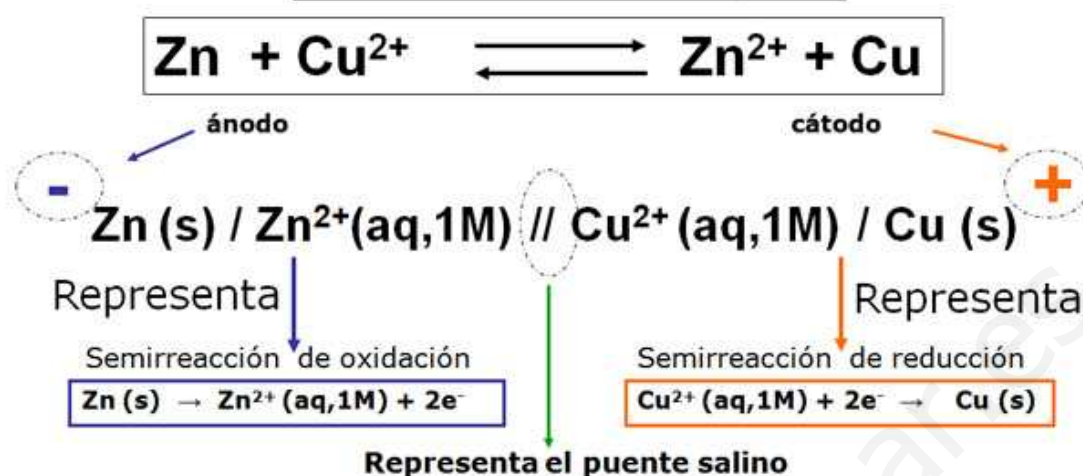 Zn + Cu²⁺ ⇄ Zn²⁺ + Cu
ánodo cátodo
- +
Zn (s) / Zn²⁺(aq,1M) // Cu²⁺ (aq,1M) / Cu (s)
Representa Representa
Semirreacción de oxidación Semirreacción de reducción
Zn (s) → Zn²⁺ (aq,1M) + 2e⁻ Cu²⁺ (aq,1M) + 2e⁻ → Cu (s)
Representa el puente salino